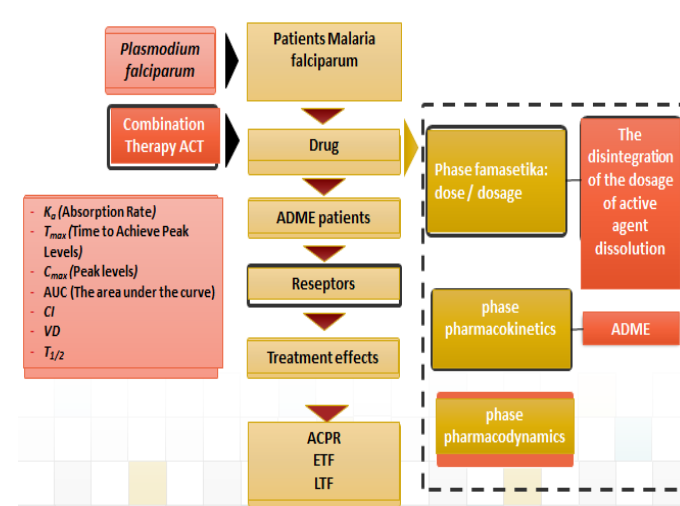 Plasmodium
falciparum
Patients Malaria
falciparum
Combination
Therapy ACT
Drug
- Ka (Absorption Rate)
- Tmax (Time to Achieve Peak
Levels)
- Cmax (Peak levels)
- AUC (The area under the curve)
- CI
- VD
- T1/2
ADME patients
Reseptors
Treatment effects
ACPR
ETF
LTF
Phase famasetika:
dose / dosage
The
disintegration
of the dosage
of active
agent
dissolution
phase
pharmacokinetics
ADME
phase
pharmacodynamics